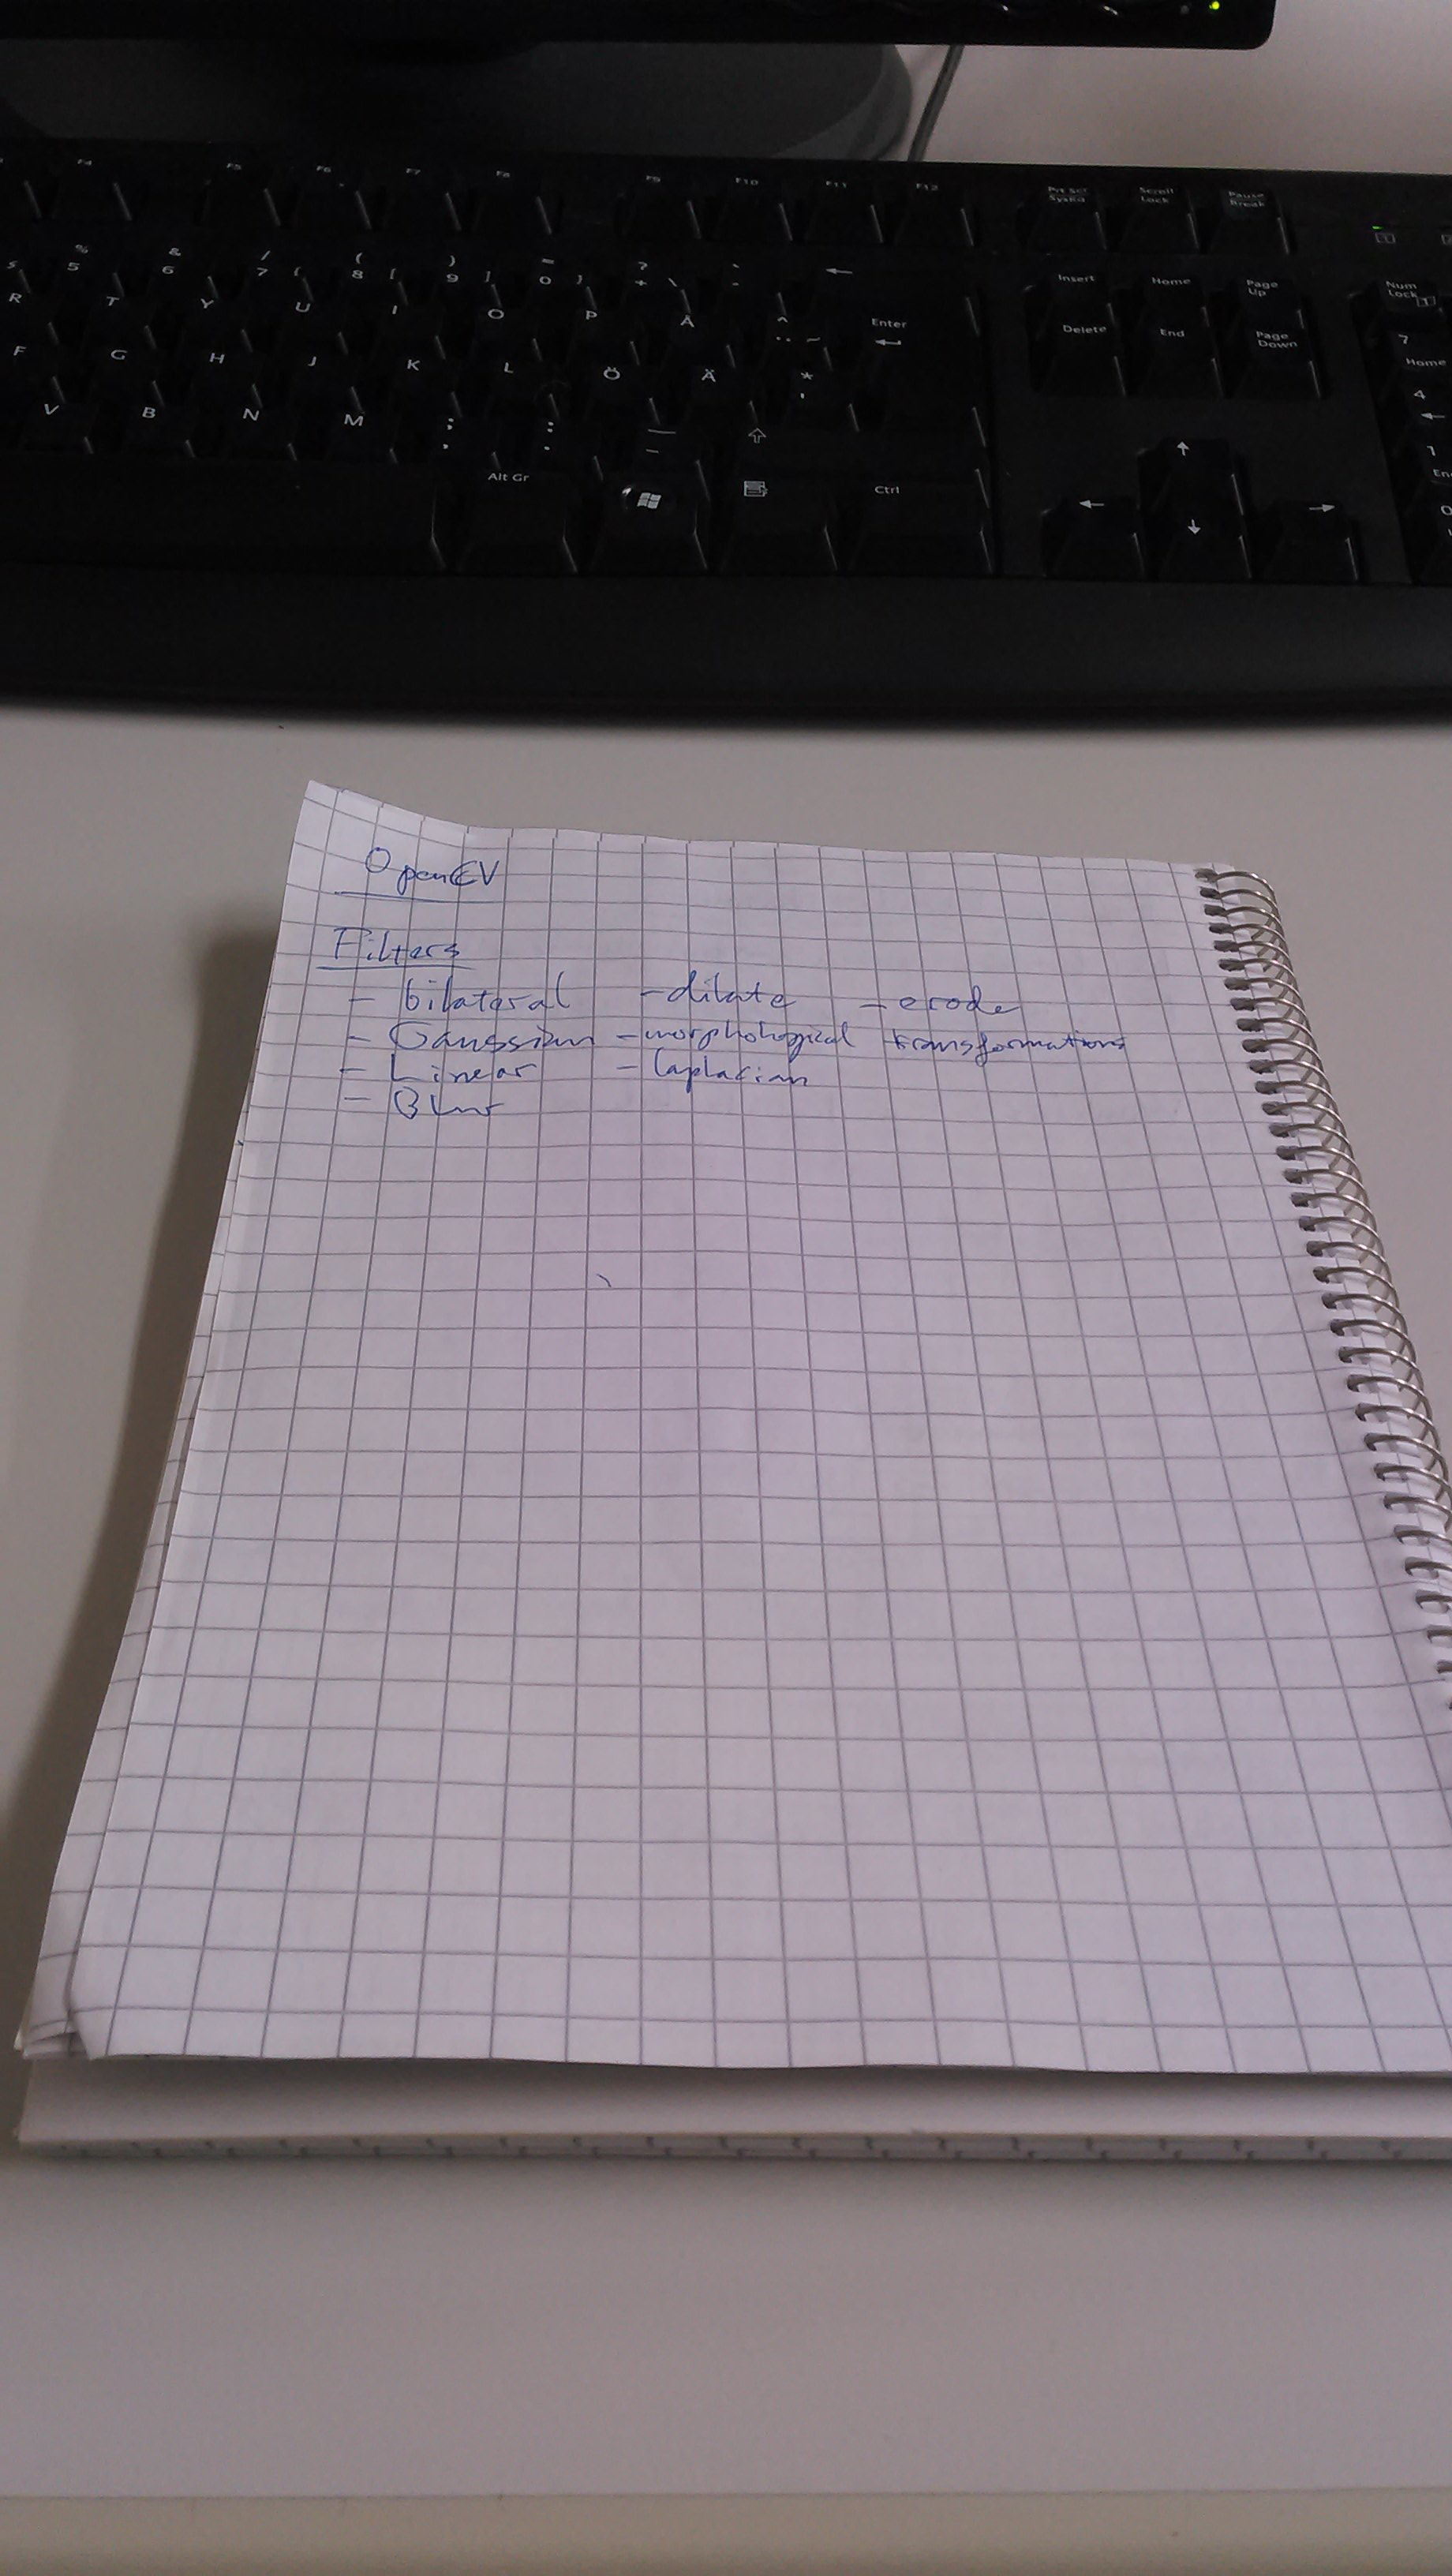 F4 F5 F6 F7 F8 F9 F10 F11 F12 Prt Scr SysRq Scroll Lock Pause Break
% 5 & 6 / 7 { ( 8 [ ) 9 ] = 0 } ? + \ ` ´ ← Insert Home Page Up Num Lock
R T Y U I O P Å ^ ¨ ~ Enter Delete End Page Down 7 Home
F G H J K L Ö Ä * ' 4 ←
V B N M ; , : . _ - ⇧ ↑ 1
Alt Gr Ctrl ← ↓ → 0
OpenCV
Filters
- bilateral - dilate - erode
- Gaussian - morphological transformations
- Linear - Laplacian
- Blur